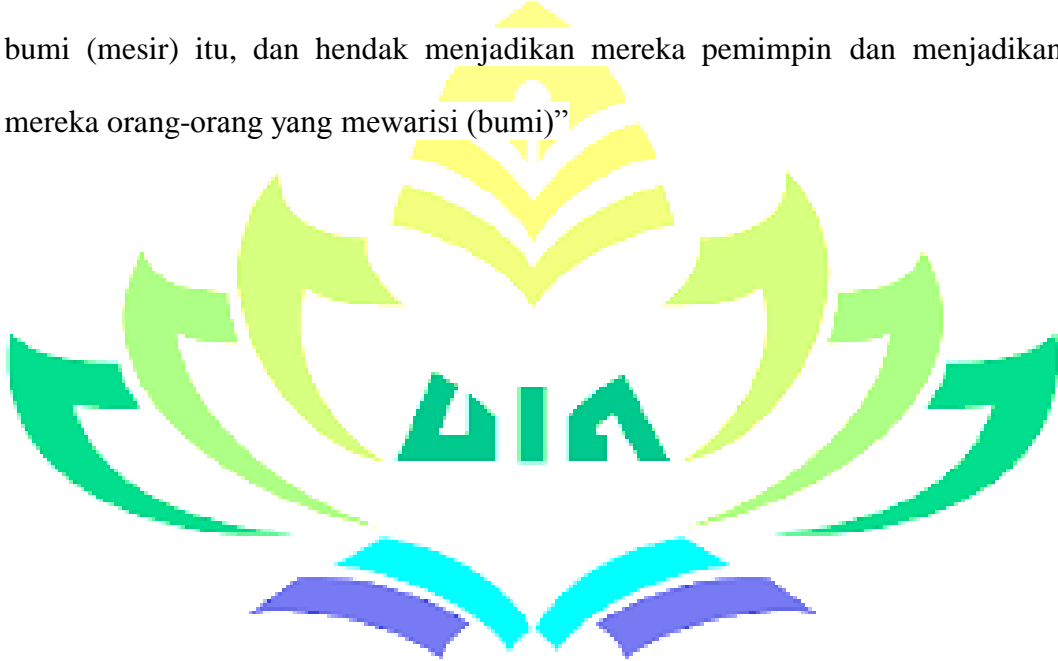 bumi (mesir) itu, dan hendak menjadikan mereka pemimpin dan menjadikan
mereka orang-orang yang mewarisi (bumi)”
UIN